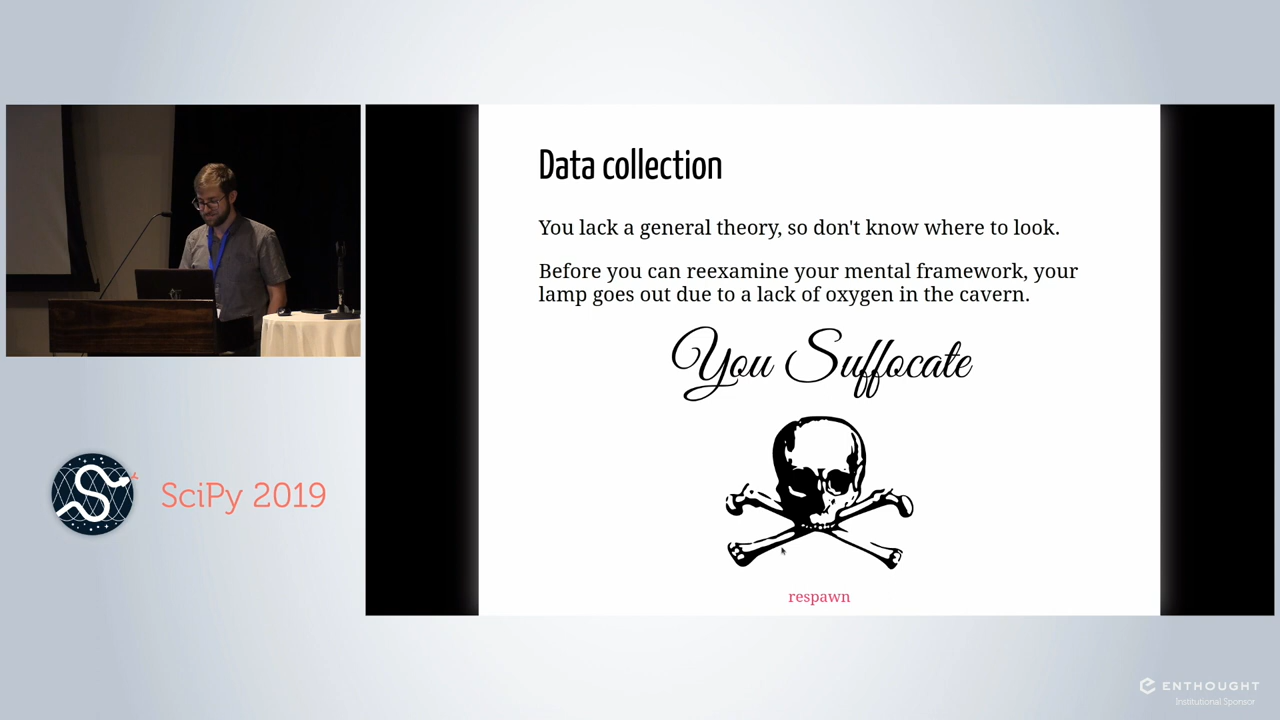 Data collection
You lack a general theory, so don't know where to look.
Before you can reexamine your mental framework, your
lamp goes out due to a lack of oxygen in the cavern.
You Suffocate
respawn
SciPy 2019
ENTHOUGHT
Institutional Sponsor